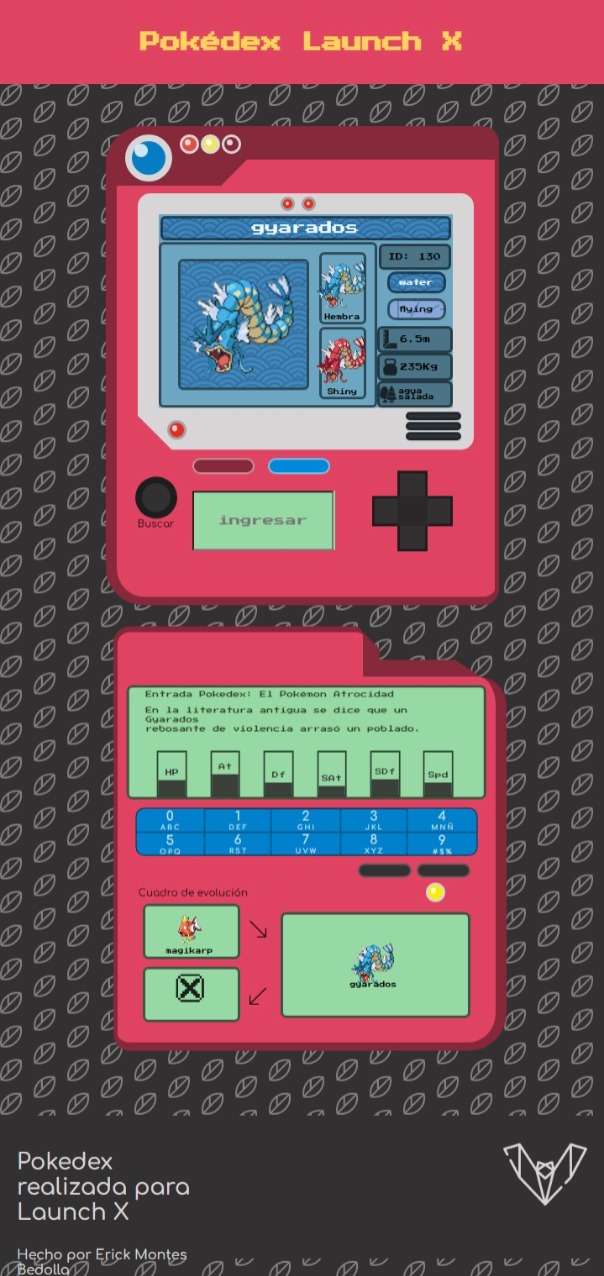 Pokédex Launch X
gyarados
ID: 130
water
flying
6.5m
235Kg
agua
salada
Hembra
Shiny
Buscar
ingresar
Entrada Pokedex: El Pokémon Atrocidad
En la literatura antigua se dice que un
Gyarados
rebosante de violencia arrasó un poblado.
HP At Df SAt SDf Spd
0 1 2 3 4
ABC DEF GHI JKL MNÑ
5 6 7 8 9
OPQ RST UVW XYZ #$%
Cuadro de evolución
magikarp
gyarados
Pokedex
realizada para
Launch X
Hecho por Erick Montes
Bedolla